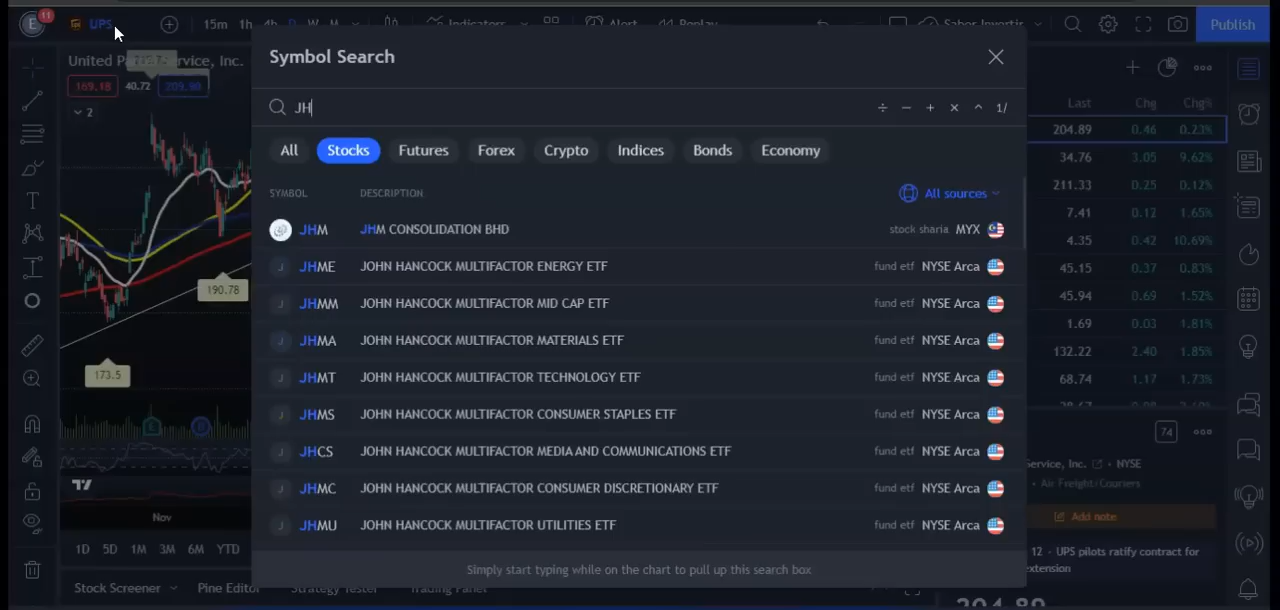 E 11 UPS 15m 1h 4h D W M Indicators Alert Replay Saber Invertir Publish
United Parcel Service, Inc.
169.18 40.72 209.90
2
190.78
173.5
E D
Nov
1D 5D 1M 3M 6M YTD
Stock Screener Pine Editor Strategy Tester Trading Panel
Symbol Search
JH ÷ − + × ^ 1/
All Stocks Futures Forex Crypto Indices Bonds Economy
SYMBOL DESCRIPTION All sources
JHM JHM CONSOLIDATION BHD stock sharia MYX
J JHME JOHN HANCOCK MULTIFACTOR ENERGY ETF fund etf NYSE Arca
J JHMM JOHN HANCOCK MULTIFACTOR MID CAP ETF fund etf NYSE Arca
J JHMA JOHN HANCOCK MULTIFACTOR MATERIALS ETF fund etf NYSE Arca
J JHMT JOHN HANCOCK MULTIFACTOR TECHNOLOGY ETF fund etf NYSE Arca
J JHMS JOHN HANCOCK MULTIFACTOR CONSUMER STAPLES ETF fund etf NYSE Arca
J JHCS JOHN HANCOCK MULTIFACTOR MEDIA AND COMMUNICATIONS ETF fund etf NYSE Arca
J JHMC JOHN HANCOCK MULTIFACTOR CONSUMER DISCRETIONARY ETF fund etf NYSE Arca
J JHMU JOHN HANCOCK MULTIFACTOR UTILITIES ETF fund etf NYSE Arca
Simply start typing while on the chart to pull up this search box
Last Chg Chg%
204.89 0.46 0.23%
34.76 3.05 9.62%
211.33 0.25 0.12%
7.41 0.12 1.65%
4.35 0.42 10.69%
45.15 0.37 0.83%
45.94 0.69 1.52%
1.69 0.03 1.81%
132.22 2.40 1.85%
68.74 1.17 1.73%
74
Service, Inc. • NYSE
• Air Freight/Couriers
Add note
12 - UPS pilots ratify contract for
extension
204.89